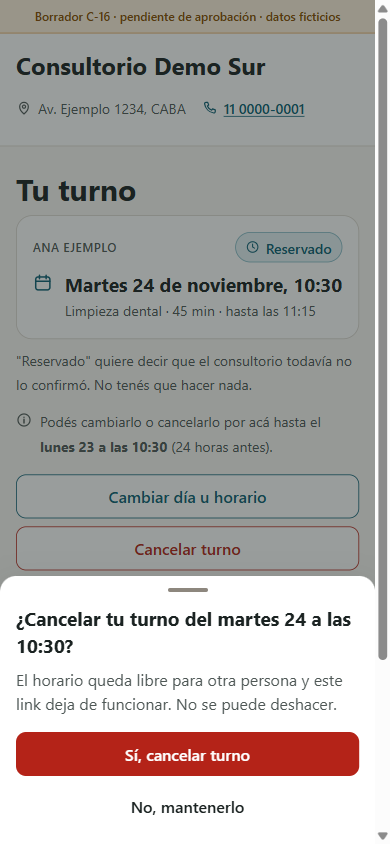 Borrador C-16 · pendiente de aprobación · datos ficticios
Consultorio Demo Sur
Av. Ejemplo 1234, CABA 11 0000-0001
Tu turno
ANA EJEMPLO Reservado
Martes 24 de noviembre, 10:30
Limpieza dental · 45 min · hasta las 11:15
"Reservado" quiere decir que el consultorio todavía no
lo confirmó. No tenés que hacer nada.
Podés cambiarlo o cancelarlo por acá hasta el
lunes 23 a las 10:30 (24 horas antes).
Cambiar día u horario
Cancelar turno
¿Cancelar tu turno del martes 24 a las
10:30?
El horario queda libre para otra persona y este
link deja de funcionar. No se puede deshacer.
Sí, cancelar turno
No, mantenerlo